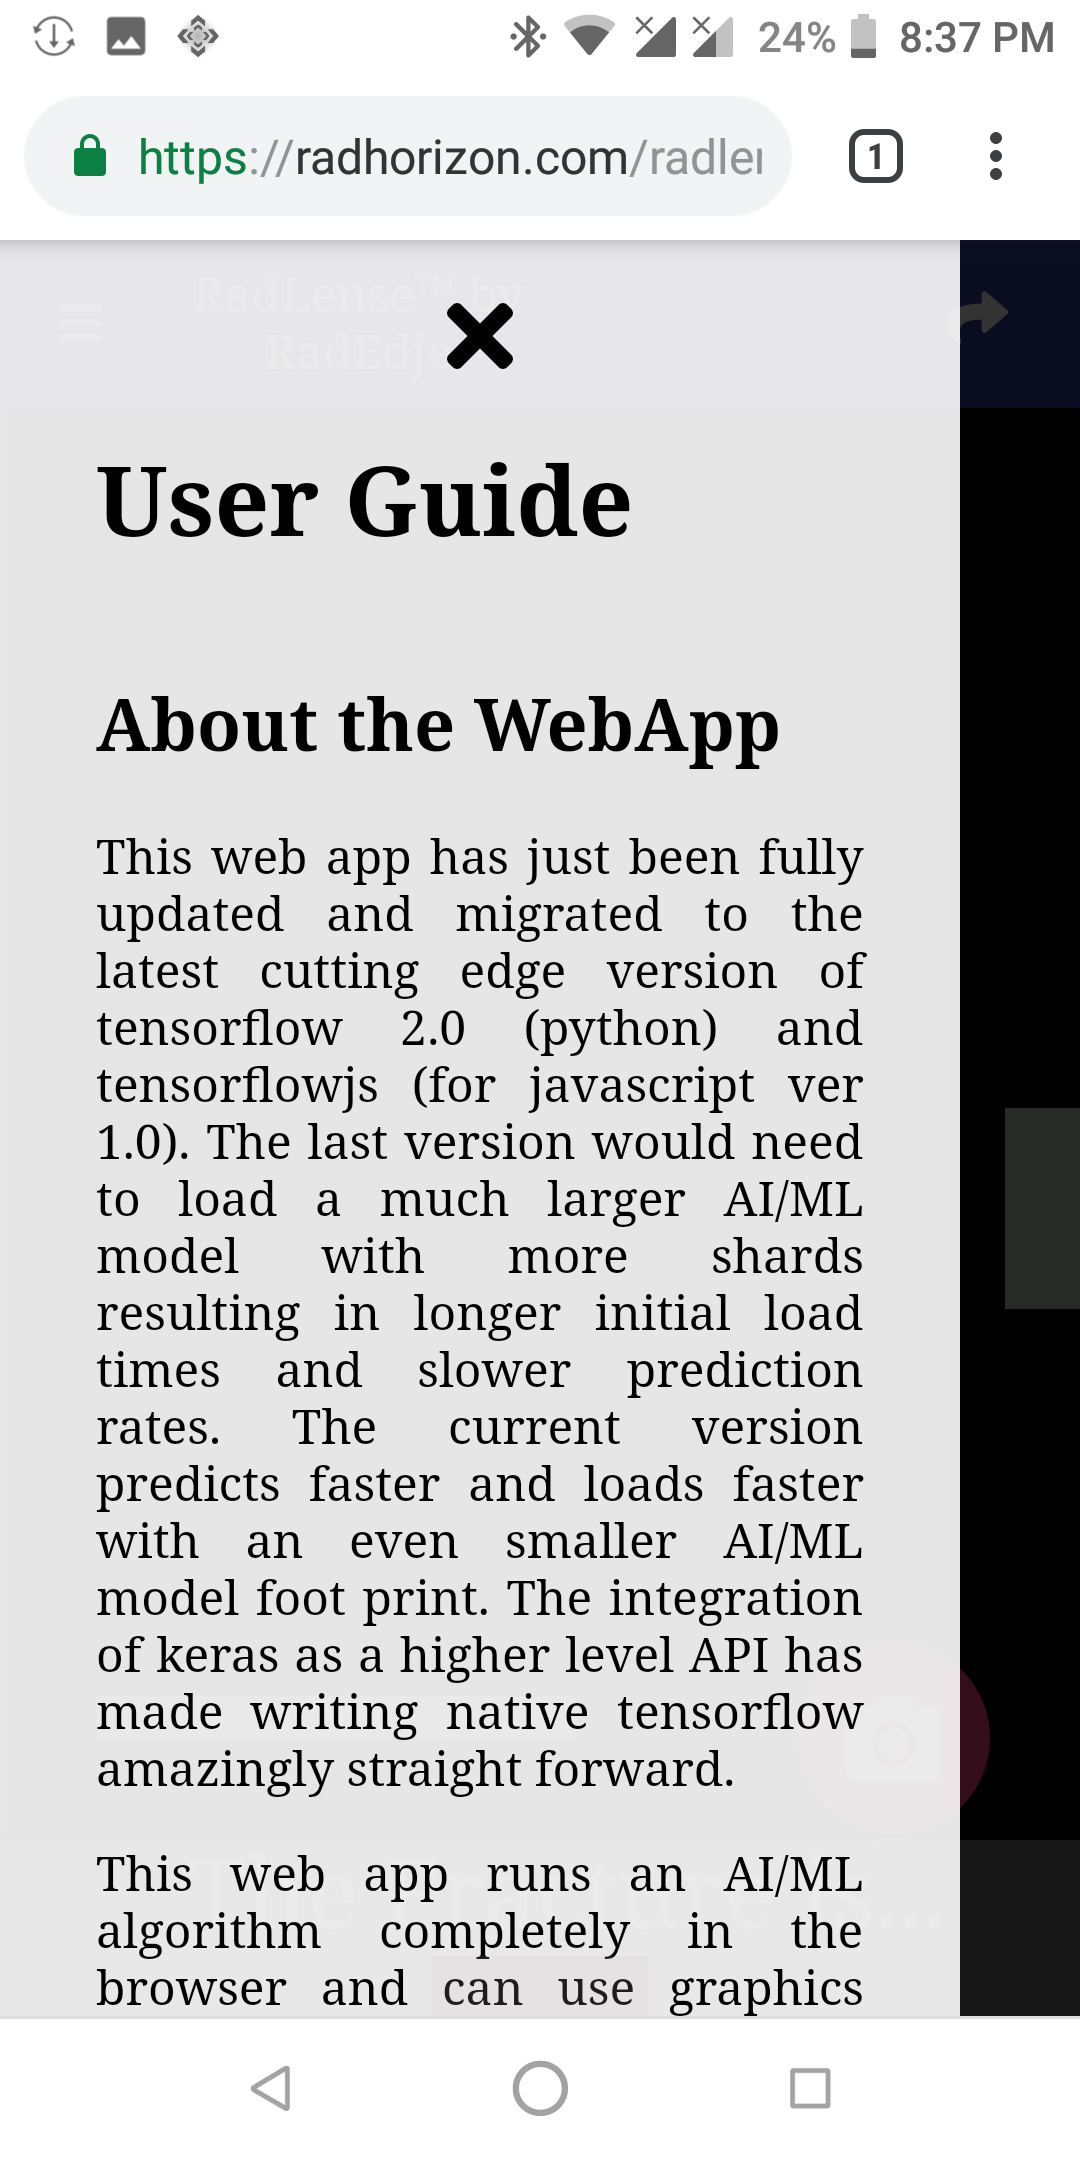 24% 8:37 PM
https://radhorizon.com/radle
1
RadLense™ by
RadEdje
User Guide
About the WebApp
This web app has just been fully
updated and migrated to the
latest cutting edge version of
tensorflow 2.0 (python) and
tensorflowjs (for javascript ver
1.0). The last version would need
to load a much larger AI/ML
model with more shards
resulting in longer initial load
times and slower prediction
rates. The current version
predicts faster and loads faster
with an even smaller AI/ML
model foot print. The integration
of keras as a higher level API has
made writing native tensorflow
amazingly straight forward.
This web app runs an AI/ML
algorithm completely in the
browser and can use graphics